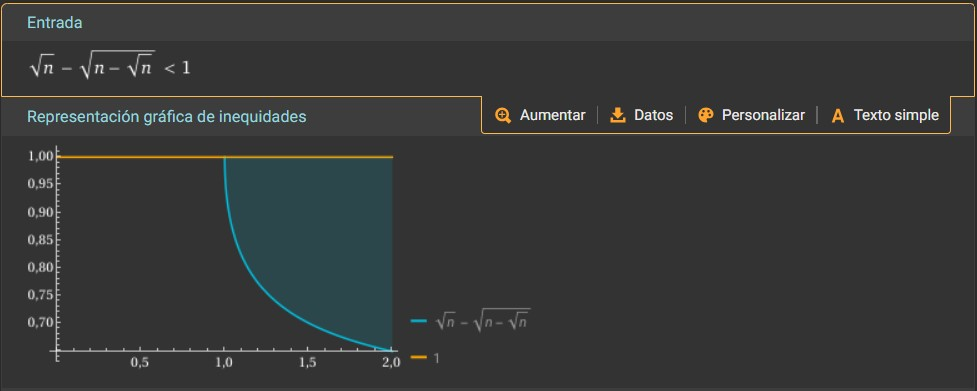 Entrada
√n − √(n − √n) < 1
Representación gráfica de inequidades
Aumentar
Datos
Personalizar
A Texto simple
1,00
0,95
0,90
0,85
0,80
0,75
0,70
0,5 1,0 1,5 2,0
√n − √(n − √n)
1